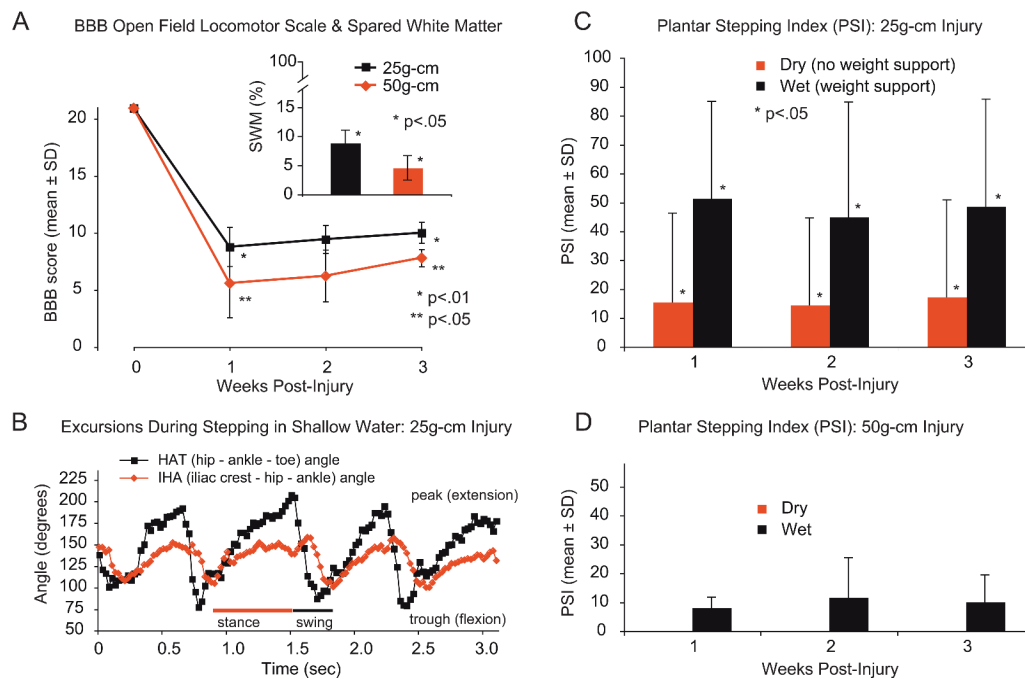 A
BBB Open Field Locomotor Scale & Spared White Matter
BBB score (mean ± SD)
20
15
10
5
0
0 1 2 3
Weeks Post-Injury
SWM (%)
100
15
10
5
0
25g-cm
50g-cm
* p<.05
*
*
*
*
**
**
* p<.01
** p<.05
B
Excursions During Stepping in Shallow Water: 25g-cm Injury
HAT (hip - ankle - toe) angle
IHA (iliac crest - hip - ankle) angle
Angle (degrees)
225
200
175
150
125
100
75
50
peak (extension)
trough (flexion)
stance swing
0 0.5 1.0 1.5 2.0 2.5 3.0
Time (sec)
C
Plantar Stepping Index (PSI): 25g-cm Injury
Dry (no weight support)
Wet (weight support)
* p<.05
PSI (mean ± SD)
100
90
80
70
60
50
40
30
20
10
0
*
*
*
*
*
*
1 2 3
Weeks Post-Injury
D
Plantar Stepping Index (PSI): 50g-cm Injury
Dry
Wet
PSI (mean ± SD)
50
40
30
20
10
0
1 2 3
Weeks Post-Injury